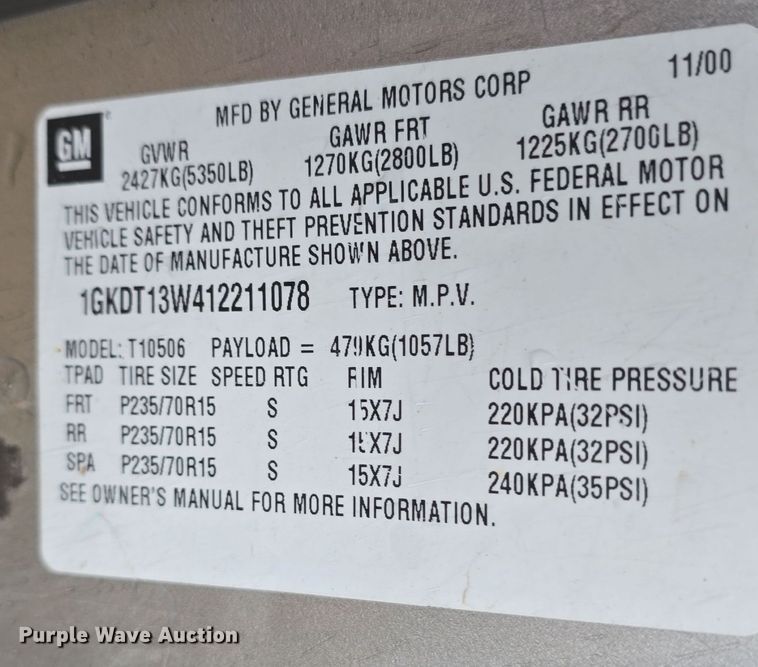 11/00
GM
MFD BY GENERAL MOTORS CORP
GVWR GAWR FRT GAWR RR
2427KG(5350LB) 1270KG(2800LB) 1225KG(2700LB)
THIS VEHICLE CONFORMS TO ALL APPLICABLE U.S. FEDERAL MOTOR
VEHICLE SAFETY AND THEFT PREVENTION STANDARDS IN EFFECT ON
THE DATE OF MANUFACTURE SHOWN ABOVE.
1GKDT13W412211078 TYPE: M.P.V.
MODEL: T10506 PAYLOAD = 479KG(1057LB)
TPAD TIRE SIZE SPEED RTG RIM COLD TIRE PRESSURE
FRT P235/70R15 S 15X7J 220KPA(32PSI)
RR P235/70R15 S 15X7J 220KPA(32PSI)
SPA P235/70R15 S 15X7J 240KPA(35PSI)
SEE OWNER'S MANUAL FOR MORE INFORMATION.
Purple Wave Auction